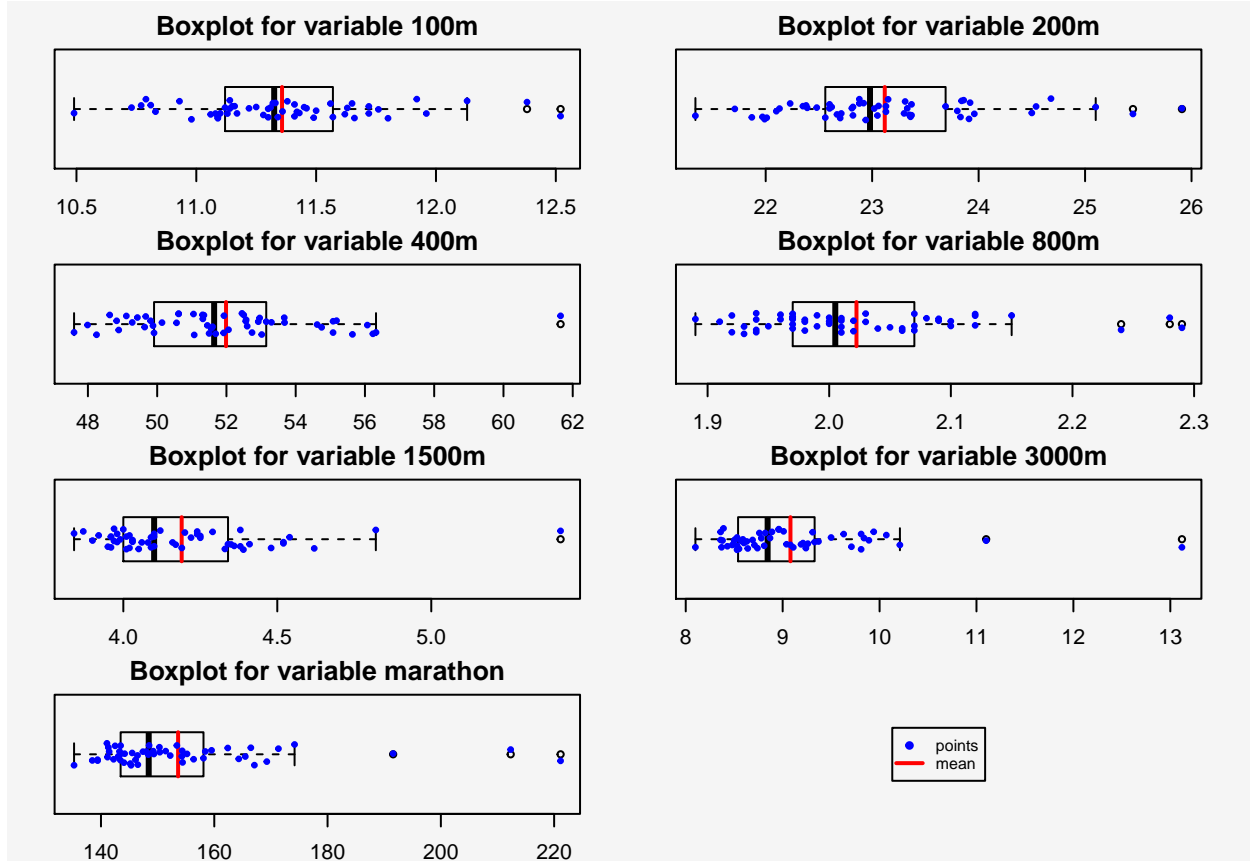 Boxplot for variable 100m
10.5 11.0 11.5 12.0 12.5
Boxplot for variable 200m
22 23 24 25 26
Boxplot for variable 400m
48 50 52 54 56 58 60 62
Boxplot for variable 800m
1.9 2.0 2.1 2.2 2.3
Boxplot for variable 1500m
4.0 4.5 5.0
Boxplot for variable 3000m
8 9 10 11 12 13
Boxplot for variable marathon
140 160 180 200 220
points
mean